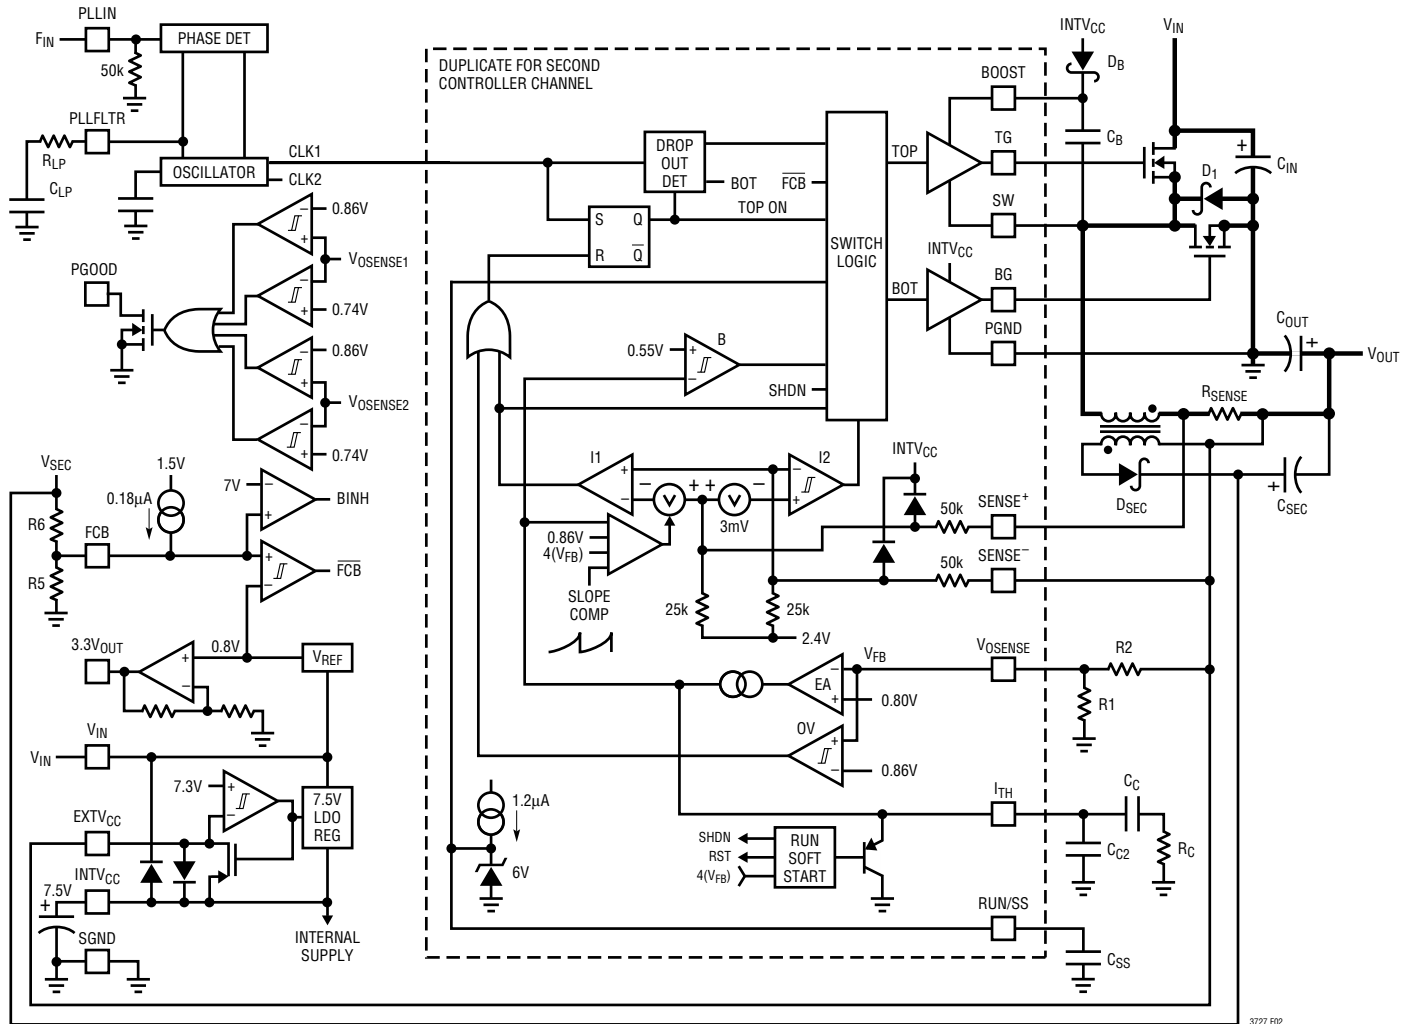 PLLIN
F_IN
PHASE DET
50k
PLLFLTR
R_LP
C_LP
OSCILLATOR
CLK1
CLK2
0.86V
V_OSENSE1
0.74V
PGOOD
0.86V
V_OSENSE2
0.74V
V_SEC
1.5V
7V
BINH
0.18μA
R6
FCB
FCB
R5
3.3V_OUT
0.8V
V_REF
V_IN
V_IN
7.3V
7.5V
LDO
REG
EXTV_CC
INTV_CC
7.5V
+
SGND
INTERNAL
SUPPLY
DUPLICATE FOR SECOND
CONTROLLER CHANNEL
DROP
OUT
DET
BOT
FCB
TOP ON
S
Q
R
Q
SWITCH
LOGIC
TOP
BOT
INTV_CC
B
0.55V
SHDN
I1
I2
3mV
0.86V
4(V_FB)
SLOPE
COMP
25k
25k
2.4V
INTV_CC
50k
50k
V_FB
EA
0.80V
OV
0.86V
1.2μA
6V
SHDN
RST
4(V_FB)
RUN
SOFT
START
BOOST
TG
SW
BG
PGND
SENSE+
SENSE−
V_OSENSE
I_TH
RUN/SS
INTV_CC
V_IN
D_B
C_B
D1
C_IN
C_OUT
V_OUT
R_SENSE
D_SEC
C_SEC
R2
R1
C_C
C_C2
R_C
C_SS
3727 F02